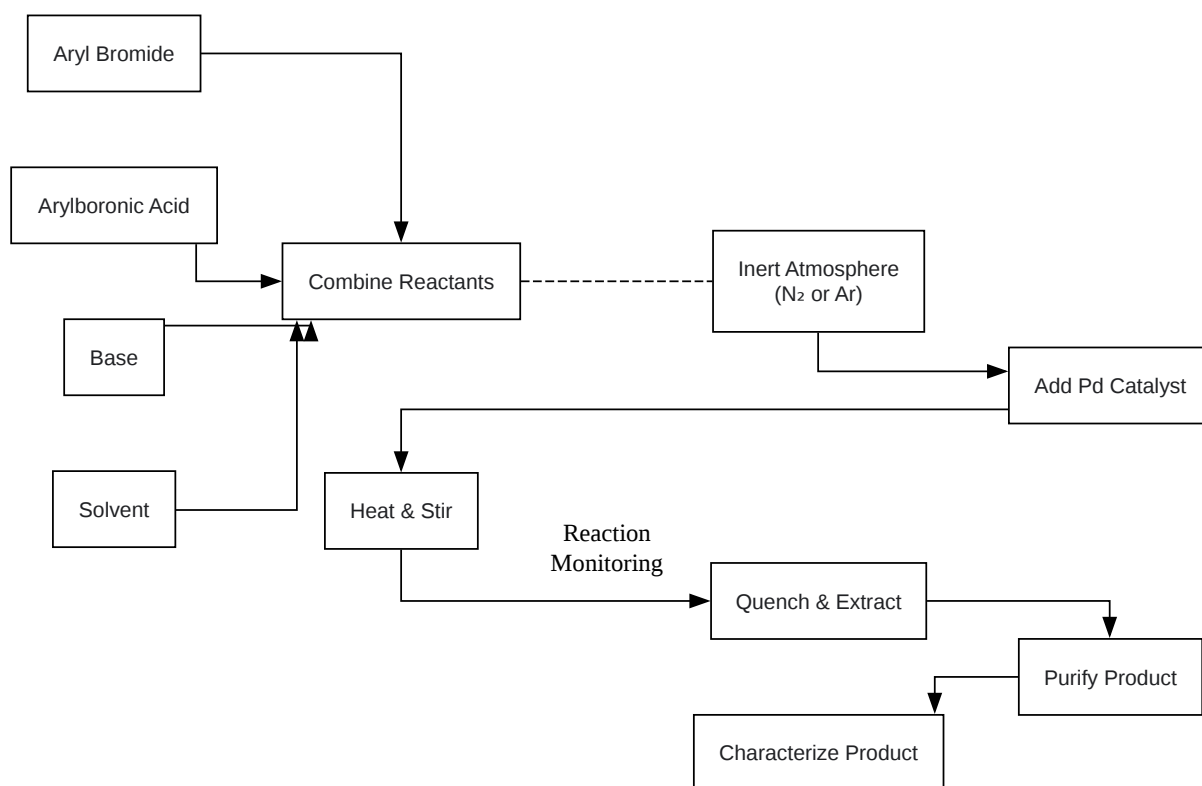 Aryl Bromide
Arylboronic Acid
Combine Reactants
Inert Atmosphere
(N₂ or Ar)
Base
Add Pd Catalyst
Solvent
Heat & Stir
Reaction
Monitoring
Quench & Extract
Purify Product
Characterize Product